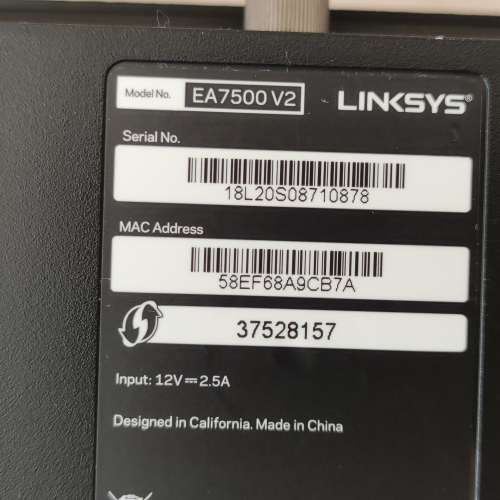 Model No. EA7500 V2 LINKSYS®
Serial No.
18L20S08710878
MAC Address
58EF68A9CB7A
37528157
Input: 12V⎓2.5A
Designed in California. Made in China